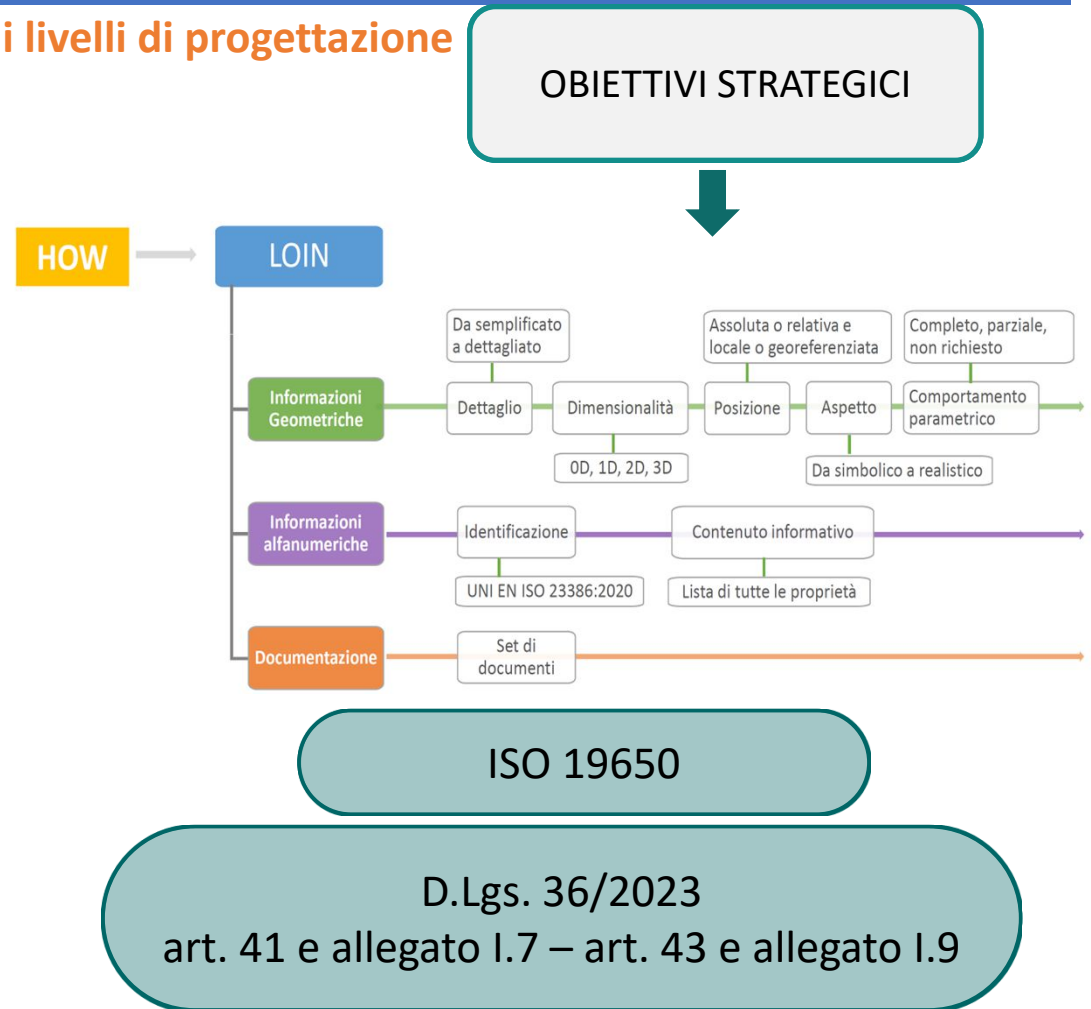 i livelli di progettazione
OBIETTIVI STRATEGICI
HOW
LOIN
Da semplificato
a dettagliato
Assoluta o relativa e
locale o georeferenziata
Completo, parziale,
non richiesto
Informazioni
Geometriche
Dettaglio
Dimensionalità
Posizione
Aspetto
Comportamento
parametrico
0D, 1D, 2D, 3D
Da simbolico a realistico
Informazioni
alfanumeriche
Identificazione
Contenuto informativo
UNI EN ISO 23386:2020
Lista di tutte le proprietà
Documentazione
Set di
documenti
ISO 19650
D.Lgs. 36/2023
art. 41 e allegato I.7 – art. 43 e allegato I.9